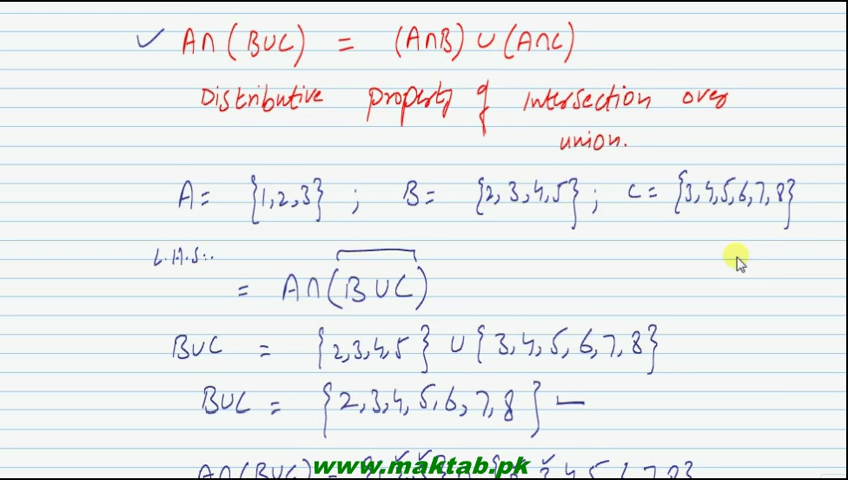 A∩(B∪C) = (A∩B) ∪ (A∩C)
Distributive property of intersection over
union.
A = {1,2,3} ; B = {2,3,4,5} ; C = {3,4,5,6,7,8}
L.H.S:.
= A∩(B∪C)
B∪C = {2,3,4,5} ∪ {3,4,5,6,7,8}
B∪C = {2,3,4,5,6,7,8}
A∩(B∪C) =
www.maktab.pk